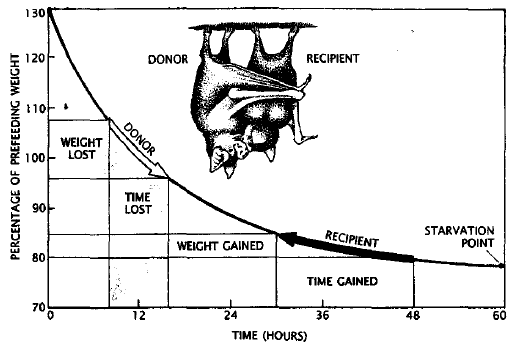 130
120
110
100
90
80
70
PERCENTAGE OF PREFEEDING WEIGHT
DONOR
RECIPIENT
WEIGHT
LOST
DONOR
TIME
LOST
WEIGHT GAINED
RECIPIENT
TIME GAINED
STARVATION
POINT
0
12
24
36
48
60
TIME (HOURS)